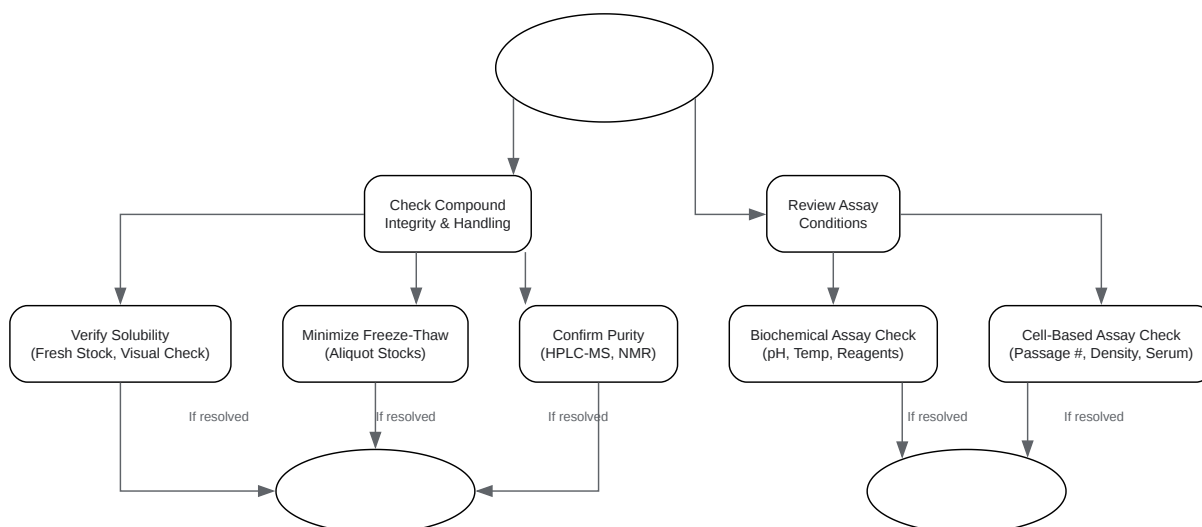 Check Compound
Integrity & Handling
Review Assay
Conditions
Verify Solubility
(Fresh Stock, Visual Check)
Minimize Freeze-Thaw
(Aliquot Stocks)
Confirm Purity
(HPLC-MS, NMR)
Biochemical Assay Check
(pH, Temp, Reagents)
Cell-Based Assay Check
(Passage #, Density, Serum)
If resolved
If resolved
If resolved
If resolved
If resolved